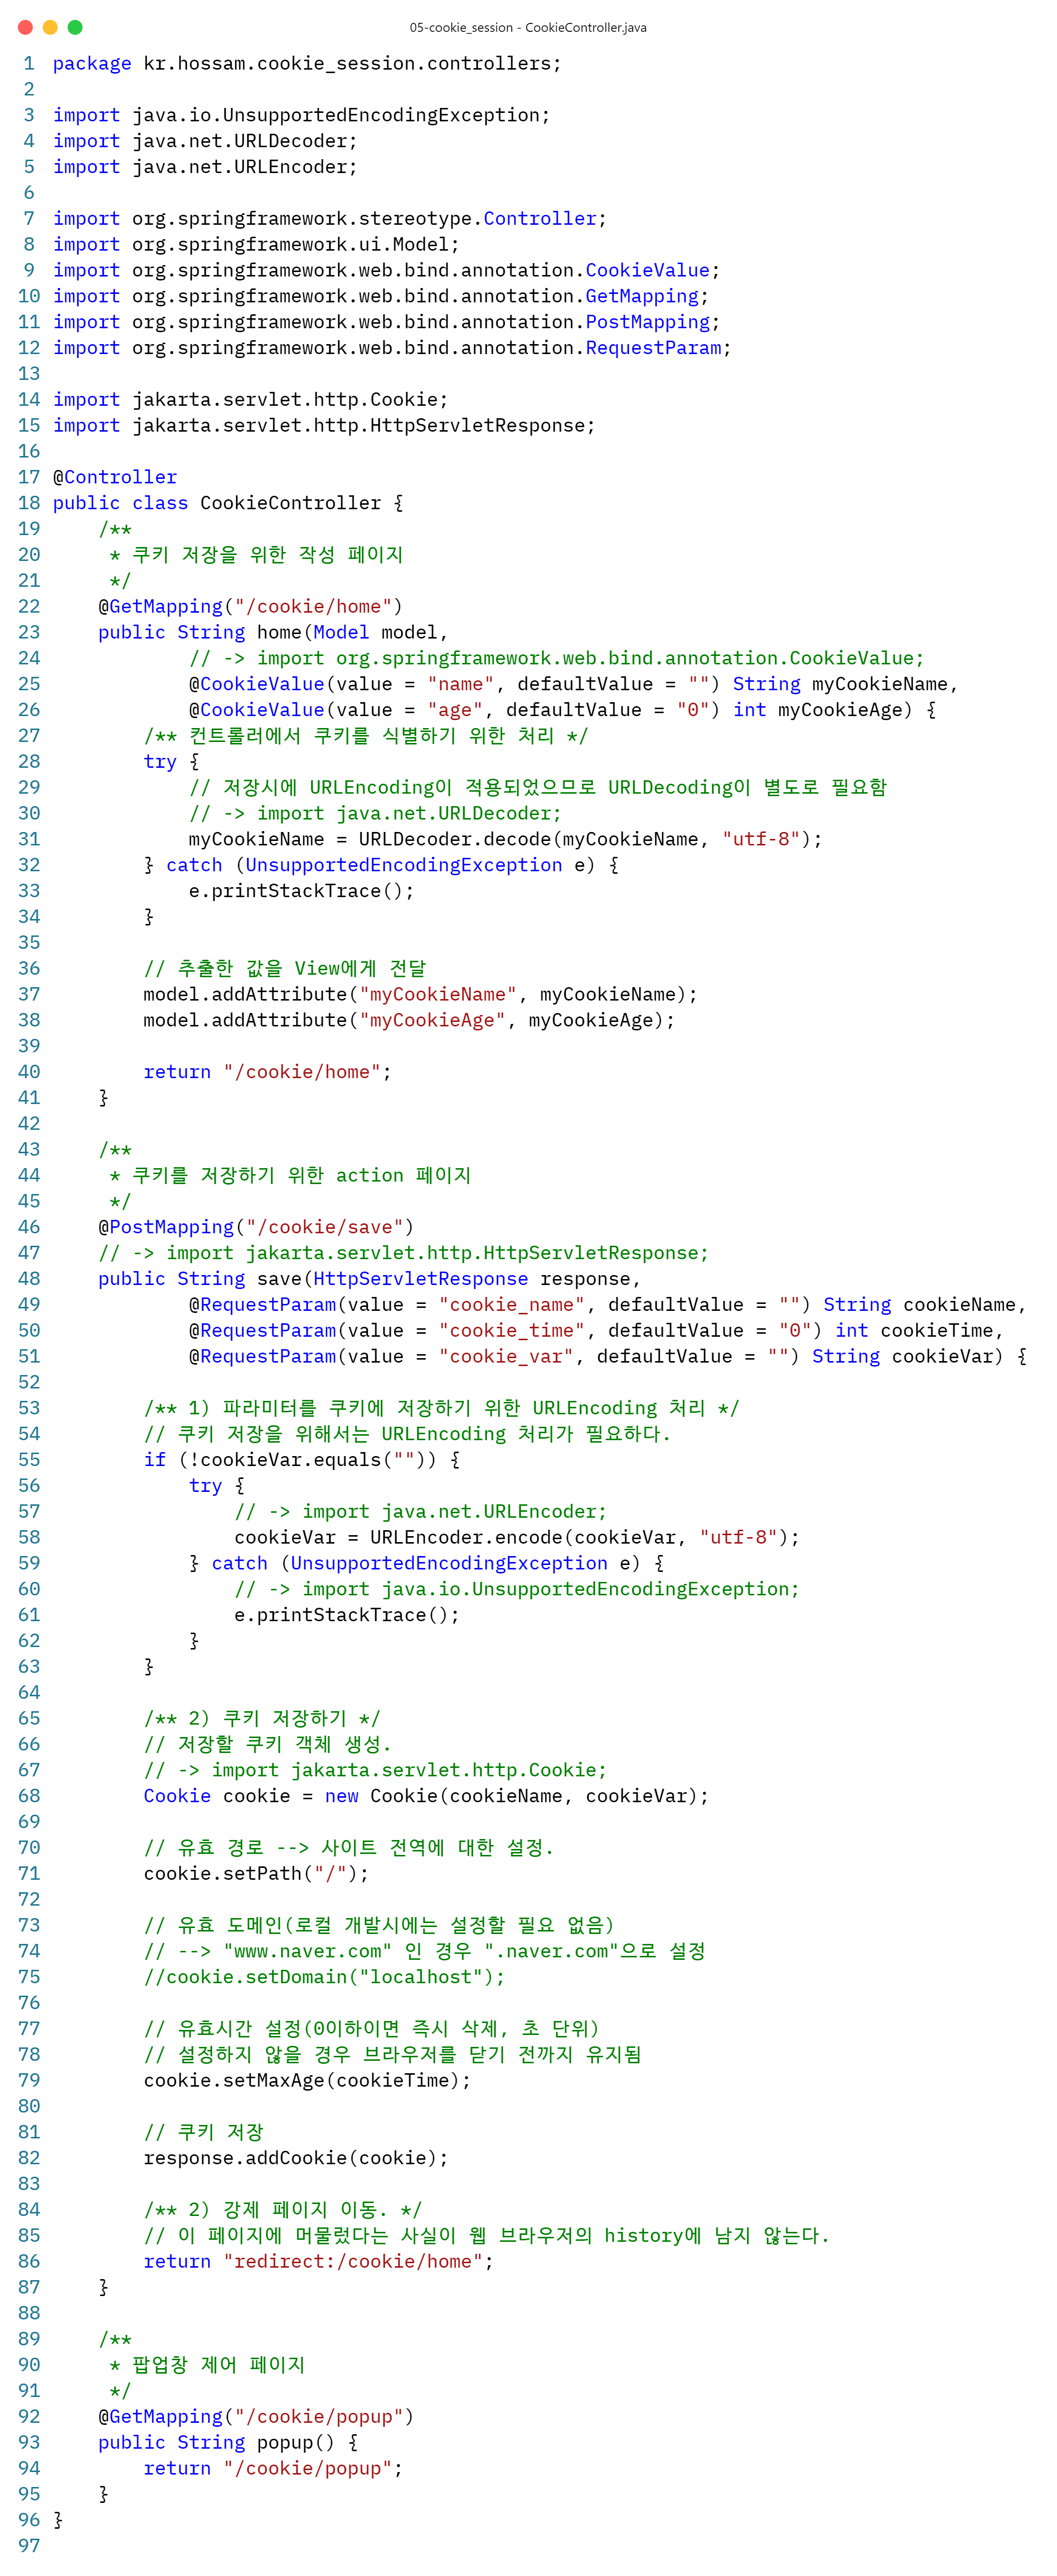 05-cookie_session - CookieController.java
1 package kr.hossam.cookie_session.controllers;
2
3 import java.io.UnsupportedEncodingException;
4 import java.net.URLDecoder;
5 import java.net.URLEncoder;
6
7 import org.springframework.stereotype.Controller;
8 import org.springframework.ui.Model;
9 import org.springframework.web.bind.annotation.CookieValue;
10 import org.springframework.web.bind.annotation.GetMapping;
11 import org.springframework.web.bind.annotation.PostMapping;
12 import org.springframework.web.bind.annotation.RequestParam;
13
14 import jakarta.servlet.http.Cookie;
15 import jakarta.servlet.http.HttpServletResponse;
16
17 @Controller
18 public class CookieController {
19     /**
20      * 쿠키 저장을 위한 작성 페이지
21      */
22     @GetMapping("/cookie/home")
23     public String home(Model model,
24             // -> import org.springframework.web.bind.annotation.CookieValue;
25             @CookieValue(value = "name", defaultValue = "") String myCookieName,
26             @CookieValue(value = "age", defaultValue = "0") int myCookieAge) {
27         /** 컨트롤러에서 쿠키를 식별하기 위한 처리 */
28         try {
29             // 저장시에 URLEncoding이 적용되었으므로 URLDecoding이 별도로 필요함
30             // -> import java.net.URLDecoder;
31             myCookieName = URLDecoder.decode(myCookieName, "utf-8");
32         } catch (UnsupportedEncodingException e) {
33             e.printStackTrace();
34         }
35
36         // 추출한 값을 View에게 전달
37         model.addAttribute("myCookieName", myCookieName);
38         model.addAttribute("myCookieAge", myCookieAge);
39
40         return "/cookie/home";
41     }
42
43     /**
44      * 쿠키를 저장하기 위한 action 페이지
45      */
46     @PostMapping("/cookie/save")
47     // -> import jakarta.servlet.http.HttpServletResponse;
48     public String save(HttpServletResponse response,
49             @RequestParam(value = "cookie_name", defaultValue = "") String cookieName,
50             @RequestParam(value = "cookie_time", defaultValue = "0") int cookieTime,
51             @RequestParam(value = "cookie_var", defaultValue = "") String cookieVar) {
52
53         /** 1) 파라미터를 쿠키에 저장하기 위한 URLEncoding 처리 */
54         // 쿠키 저장을 위해서는 URLEncoding 처리가 필요하다.
55         if (!cookieVar.equals("")) {
56             try {
57                 // -> import java.net.URLEncoder;
58                 cookieVar = URLEncoder.encode(cookieVar, "utf-8");
59             } catch (UnsupportedEncodingException e) {
60                 // -> import java.io.UnsupportedEncodingException;
61                 e.printStackTrace();
62             }
63         }
64
65         /** 2) 쿠키 저장하기 */
66         // 저장할 쿠키 객체 생성.
67         // -> import jakarta.servlet.http.Cookie;
68         Cookie cookie = new Cookie(cookieName, cookieVar);
69
70         // 유효 경로 --> 사이트 전역에 대한 설정.
71         cookie.setPath("/");
72
73         // 유효 도메인(로컬 개발시에는 설정할 필요 없음)
74         // --> "www.naver.com" 인 경우 ".naver.com"으로 설정
75         //cookie.setDomain("localhost");
76
77         // 유효시간 설정(0이하이면 즉시 삭제, 초 단위)
78         // 설정하지 않을 경우 브라우저를 닫기 전까지 유지됨
79         cookie.setMaxAge(cookieTime);
80
81         // 쿠키 저장
82         response.addCookie(cookie);
83
84         /** 2) 강제 페이지 이동. */
85         // 이 페이지에 머물렀다는 사실이 웹 브라우저의 history에 남지 않는다.
86         return "redirect:/cookie/home";
87     }
88
89     /**
90      * 팝업창 제어 페이지
91      */
92     @GetMapping("/cookie/popup")
93     public String popup() {
94         return "/cookie/popup";
95     }
96 }
97